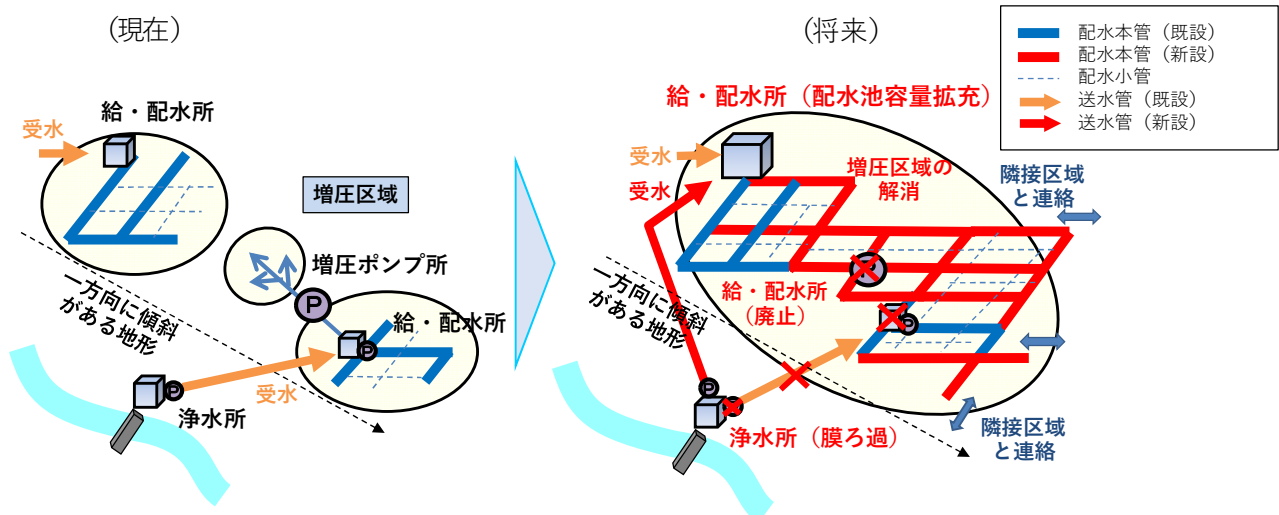 (現在)
給・配水所
受水
増圧区域
増圧ポンプ所
P
給・配水所
P
一方向に傾斜
がある地形
受水
P
浄水所
(将来)
配水本管（既設）
配水本管（新設）
配水小管
送水管（既設）
送水管（新設）
給・配水所（配水池容量拡充）
受水
受水
増圧区域の
解消
隣接区域
と連絡
P
給・配水所
（廃止）
P
一方向に傾斜
がある地形
P
P
浄水所（膜ろ過）
隣接区域
と連絡